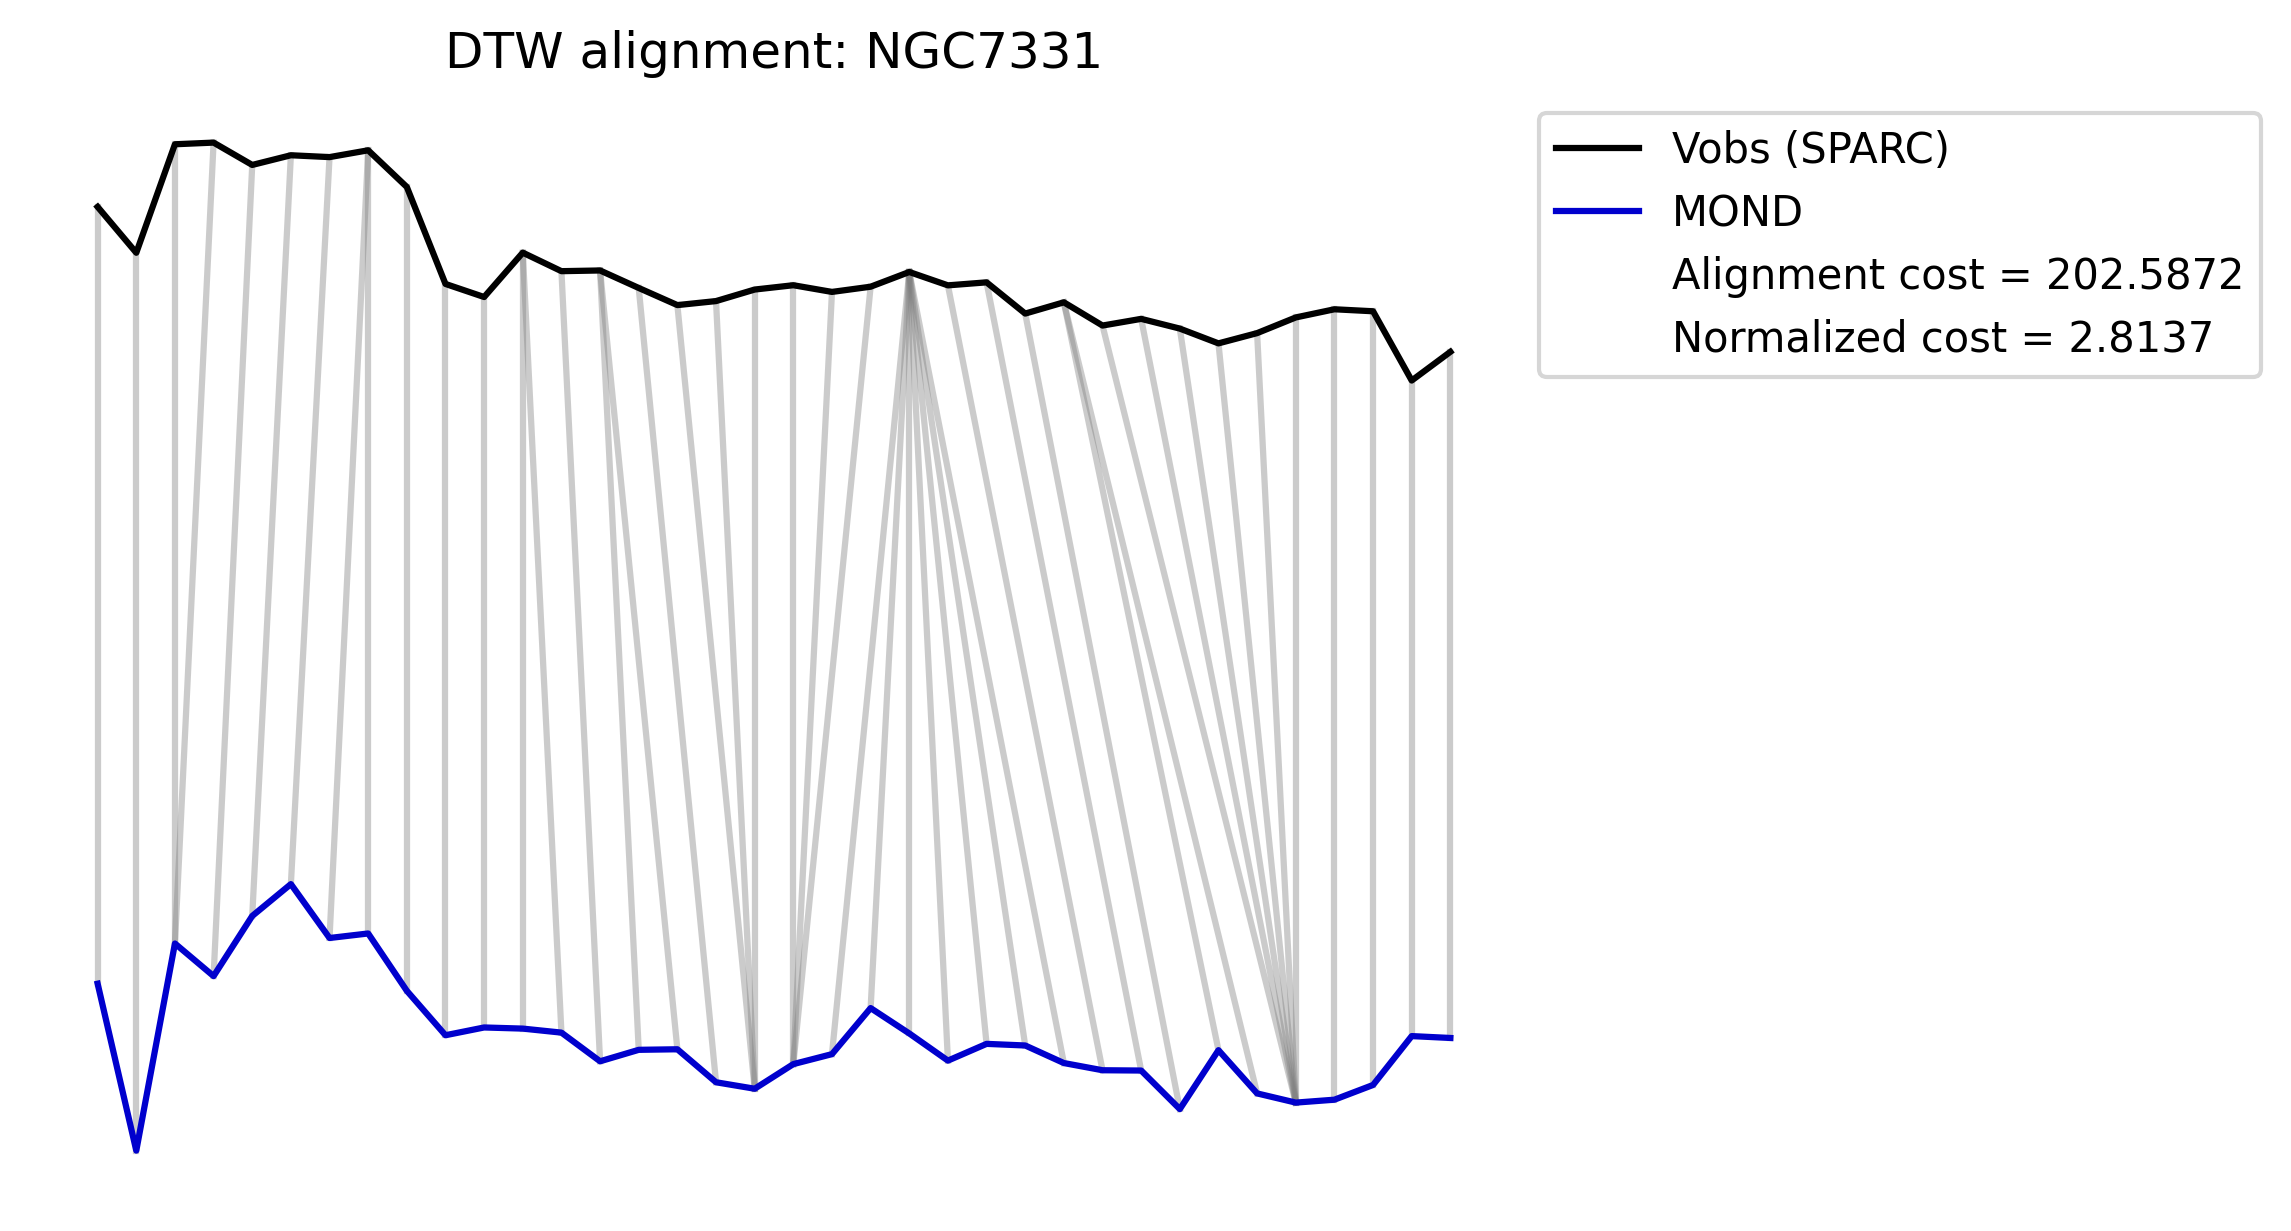 DTW alignment: NGC7331
Vobs (SPARC)
MOND
Alignment cost = 202.5872
Normalized cost = 2.8137